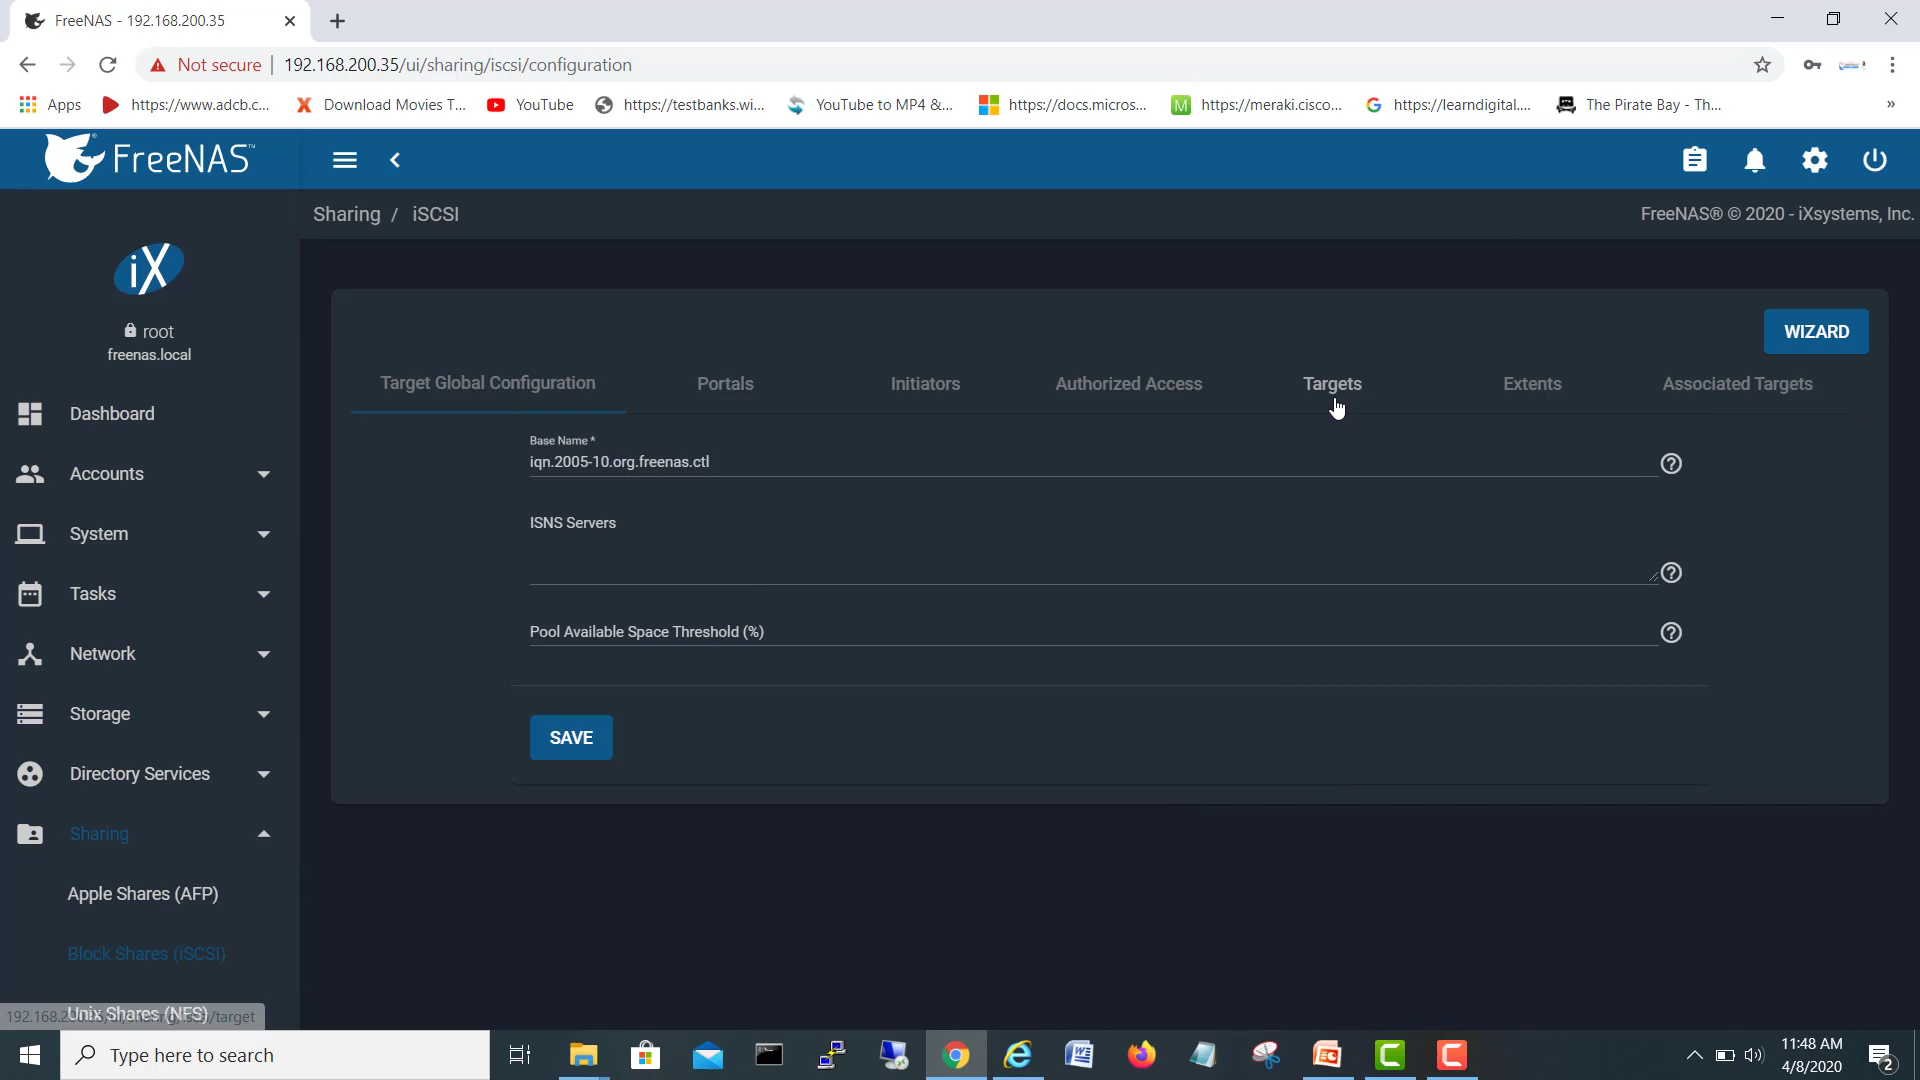 FreeNAS - 192.168.200.35
Not secure
192.168.200.35/ui/sharing/iscsi/configuration
Apps
https://www.adcb.c...
Download Movies T...
YouTube
https://testbanks.wi...
YouTube to MP4 &...
https://docs.micros...
https://meraki.cisco...
https://learndigital....
The Pirate Bay - Th...
»
FreeNAS™
Sharing / iSCSI
FreeNAS® © 2020 - iXsystems, Inc.
iX
root
freenas.local
WIZARD
Target Global Configuration
Portals
Initiators
Authorized Access
Targets
Extents
Associated Targets
Base Name *
iqn.2005-10.org.freenas.ctl
ISNS Servers
Pool Available Space Threshold (%)
SAVE
Dashboard
Accounts
System
Tasks
Network
Storage
Directory Services
Sharing
Apple Shares (AFP)
Block Shares (iSCSI)
Unix Shares (NFS)
Type here to search
11:48 AM
4/8/2020
2